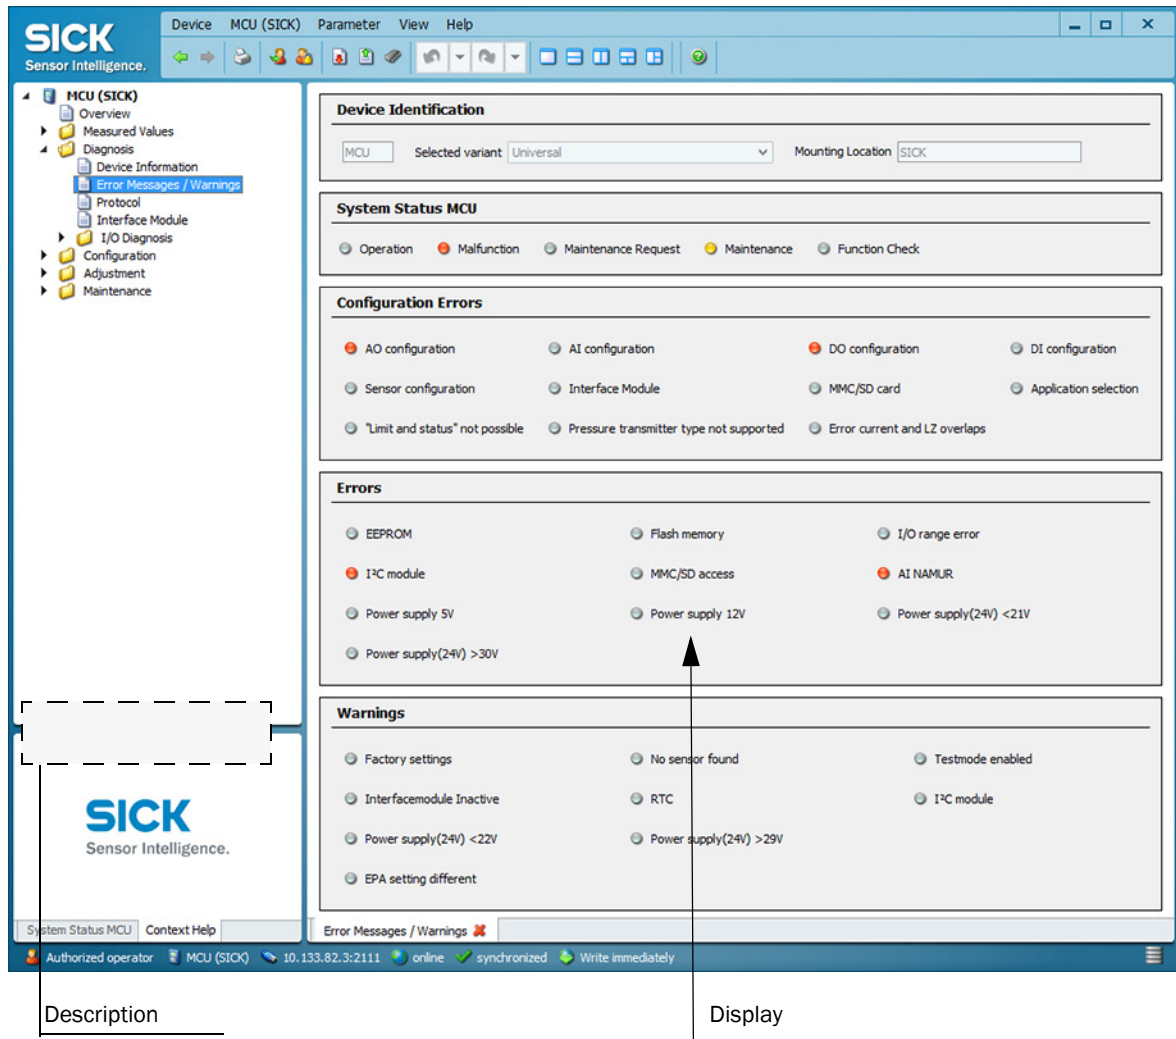 SICK
Sensor Intelligence.
Device MCU (SICK) Parameter View Help
MCU (SICK)
Overview
Measured Values
Diagnosis
Device Information
Error Messages / Warnings
Protocol
Interface Module
I/O Diagnosis
Configuration
Adjustment
Maintenance
SICK
Sensor Intelligence.
System Status MCU Context Help
Device Identification
MCU Selected variant Universal Mounting Location SICK
System Status MCU
Operation Malfunction Maintenance Request Maintenance Function Check
Configuration Errors
AO configuration AI configuration DO configuration DI configuration
Sensor configuration Interface Module MMC/SD card Application selection
"Limit and status" not possible Pressure transmitter type not supported Error current and LZ overlaps
Errors
EEPROM Flash memory I/O range error
I²C module MMC/SD access AI NAMUR
Power supply 5V Power supply 12V Power supply(24V) <21V
Power supply(24V) >30V
Warnings
Factory settings No sensor found Testmode enabled
Interfacemodule Inactive RTC I²C module
Power supply(24V) <22V Power supply(24V) >29V
EPA setting different
Error Messages / Warnings
Authorized operator MCU (SICK) 10.133.82.3:2111 online synchronized Write immediately
Description Display